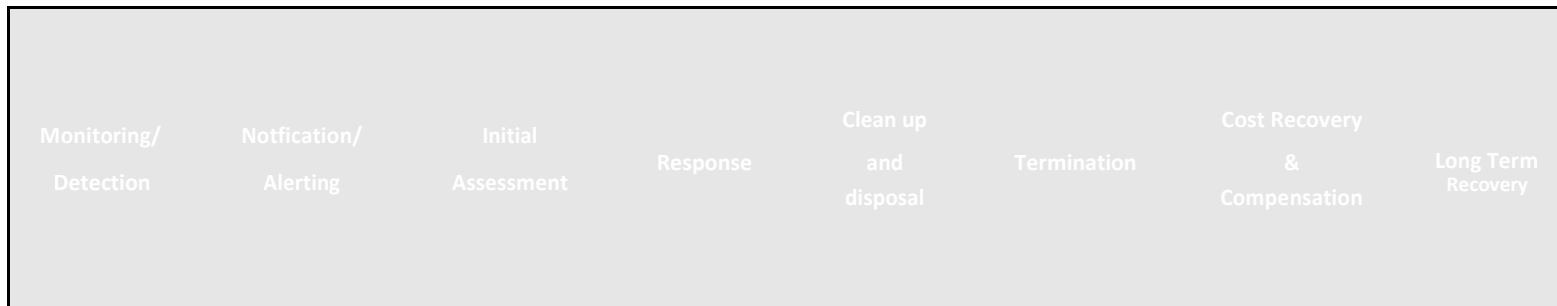 Monitoring/
Detection
Notfication/
Alerting
Initial
Assessment
Response
Clean up
and
disposal
Termination
Cost Recovery
&
Compensation
Long Term
Recovery